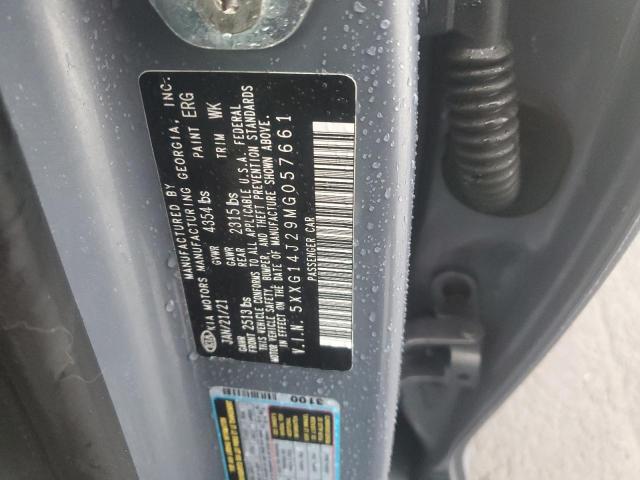 MANUFACTURED BY
KIA MOTORS MANUFACTURING GEORGIA, INC.
JAN/21/21 GVWR 4354 lbs PAINT ERG
GAWR FRONT 2513 lbs GAWR REAR 2315 lbs TRIM WK
THIS VEHICLE CONFORMS TO ALL APPLICABLE U.S.A. FEDERAL
MOTOR VEHICLE SAFETY, BUMPER, AND THEFT PREVENTION STANDARDS
IN EFFECT ON THE DATE OF MANUFACTURE SHOWN ABOVE.
V.I.N. 5XXG14J29MG057661
PASSENGER CAR
3100